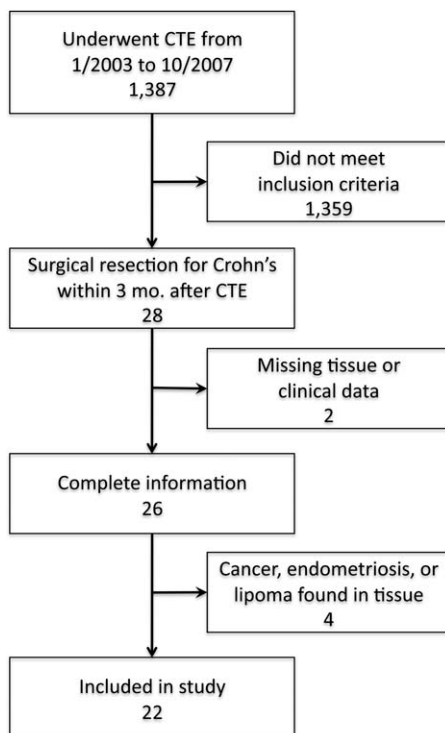 Underwent CTE from
1/2003 to 10/2007
1,387
Did not meet
inclusion criteria
1,359
Surgical resection for Crohn's
within 3 mo. after CTE
28
Missing tissue or
clinical data
2
Complete information
26
Cancer, endometriosis, or
lipoma found in tissue
4
Included in study
22